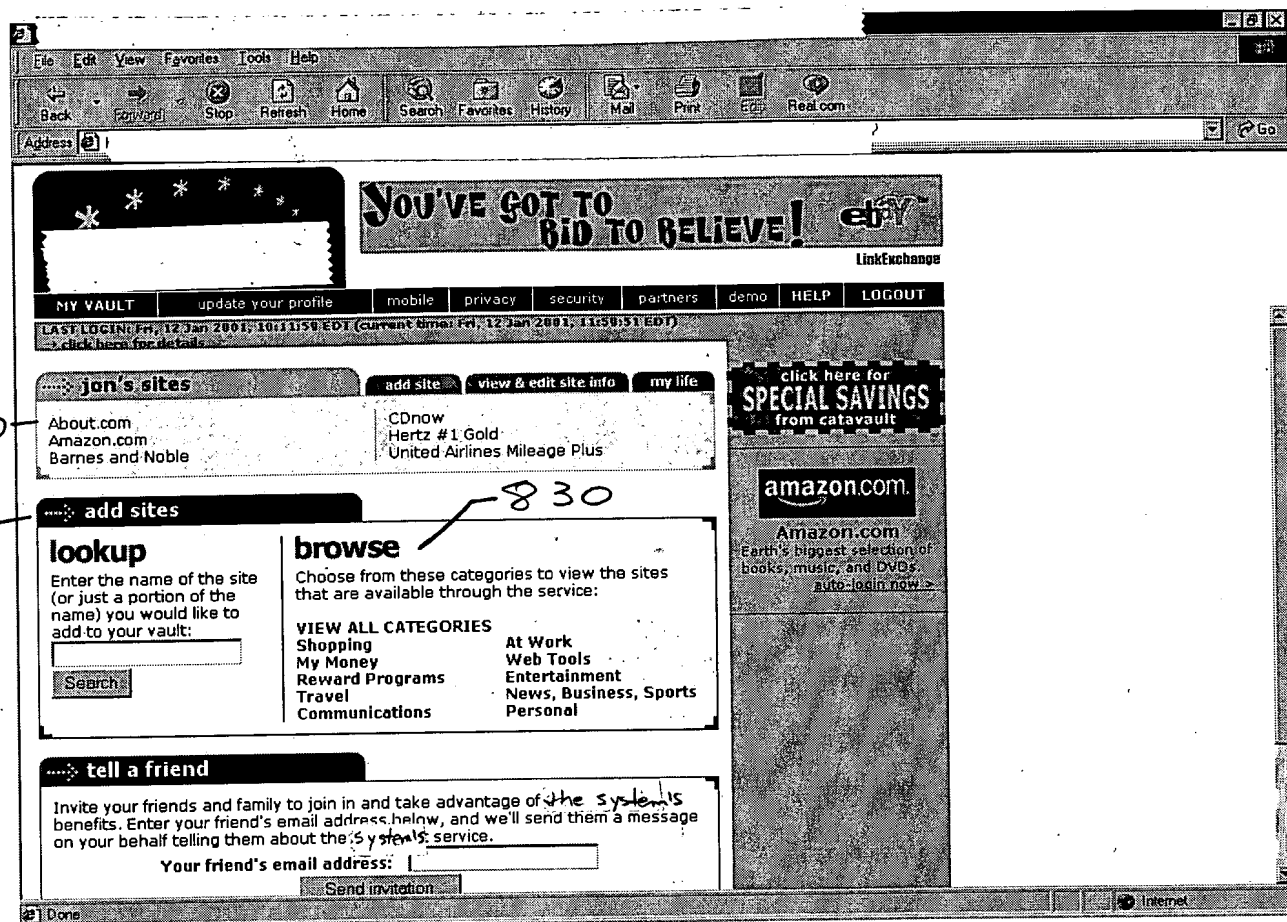 File Edit View Favorites Tools Help
Back Forward Stop Refresh Home Search Favorites History Mail Print Edit Real.com
Address Go
YOU'VE GOT TO
BID TO BELIEVE! ebay™
LinkExchange
MY VAULT update your profile mobile privacy security partners demo HELP LOGOUT
LAST LOGIN: Fri, 12 Jan 2001, 10:11:50 EDT (current time: Fri, 12 Jan 2001, 11:50:51 EDT)
click here for details
jon's sites add site view & edit site info my life
About.com
Amazon.com
Barnes and Noble
CDnow
Hertz #1 Gold
United Airlines Mileage Plus
click here for
SPECIAL SAVINGS
from catavault
830
add sites
lookup
Enter the name of the site
(or just a portion of the
name) you would like to
add to your vault:
Search
browse
Choose from these categories to view the sites
that are available through the service:
VIEW ALL CATEGORIES
Shopping At Work
My Money Web Tools
Reward Programs Entertainment
Travel News, Business, Sports
Communications Personal
amazon.com.
Amazon.com
Earth's biggest selection of
books, music, and DVDs.
auto-login now >
tell a friend
Invite your friends and family to join in and take advantage of the system's
benefits. Enter your friend's email address below, and we'll send them a message
on your behalf telling them about the system's service.
Your friend's email address:
Send invitation
Done Internet